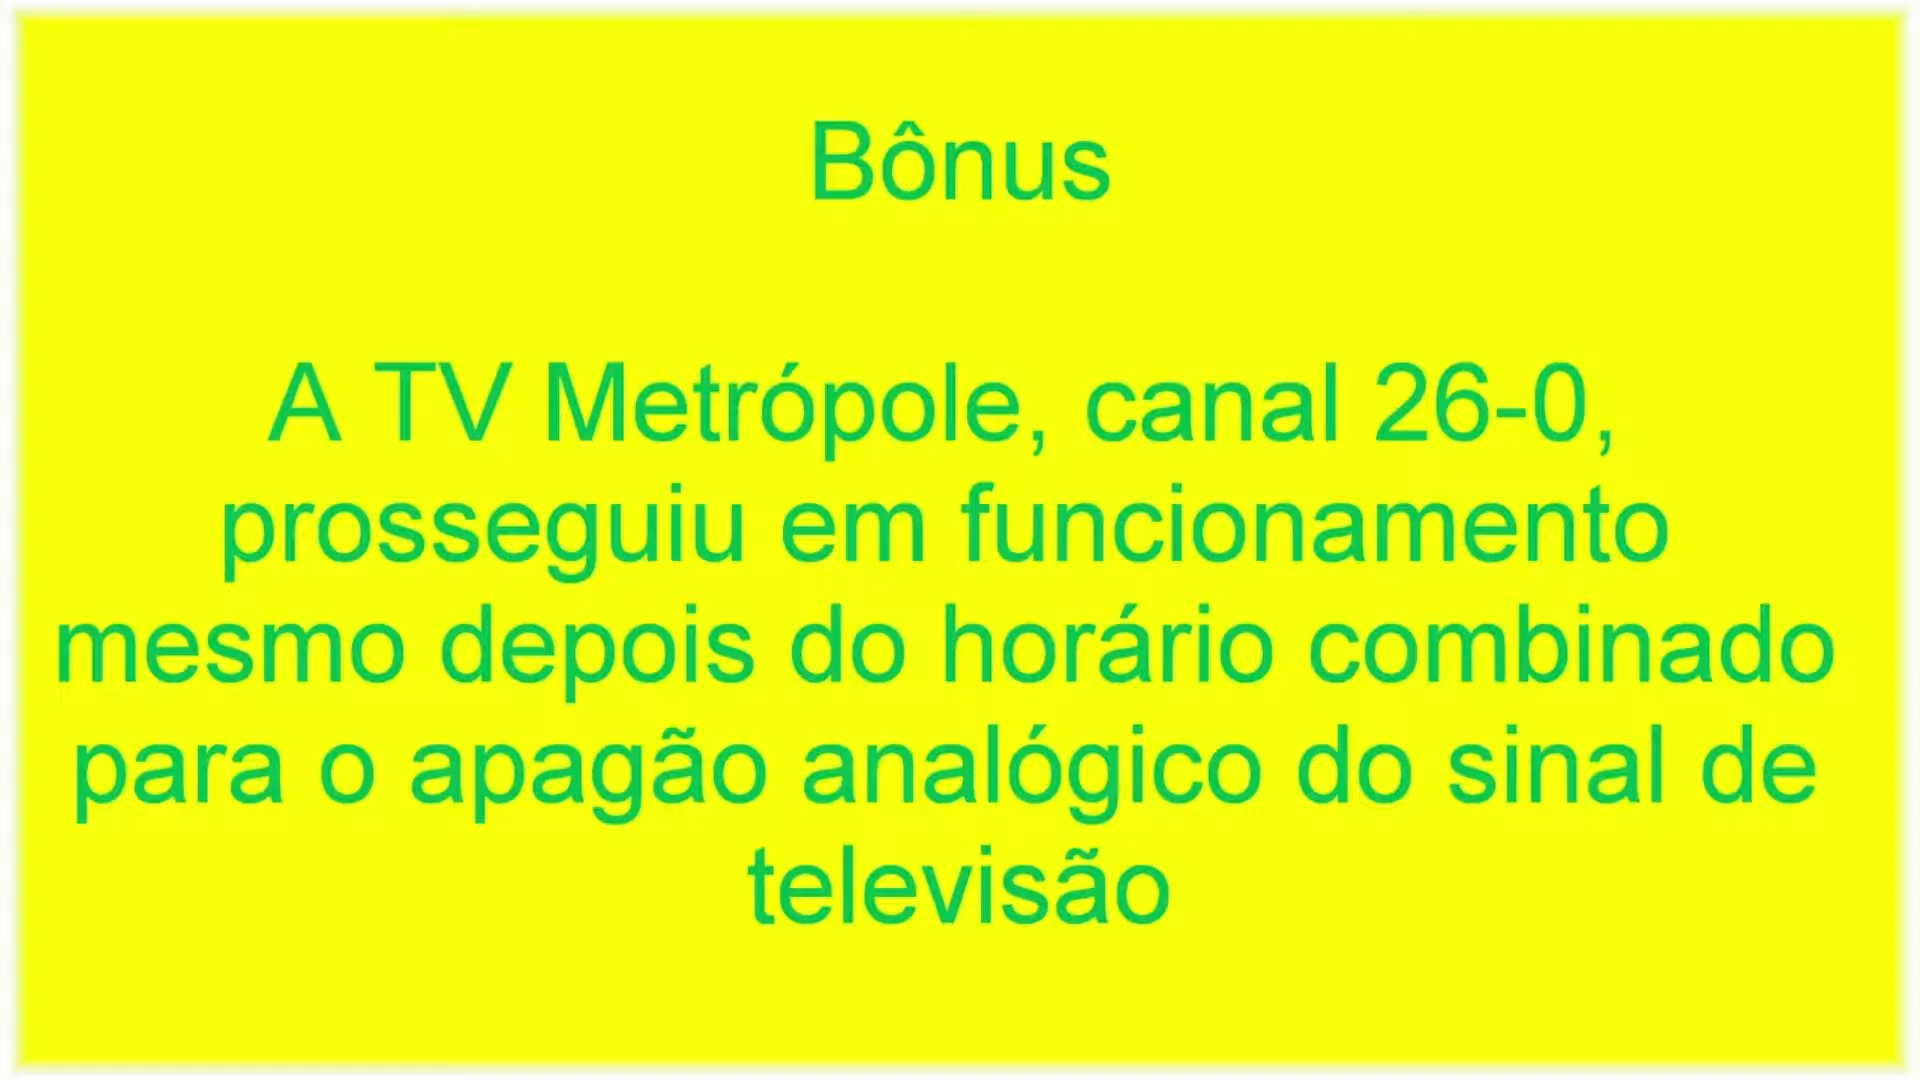 Bônus
A TV Metrópole, canal 26-0,
prosseguiu em funcionamento
mesmo depois do horário combinado
para o apagão analógico do sinal de
televisão